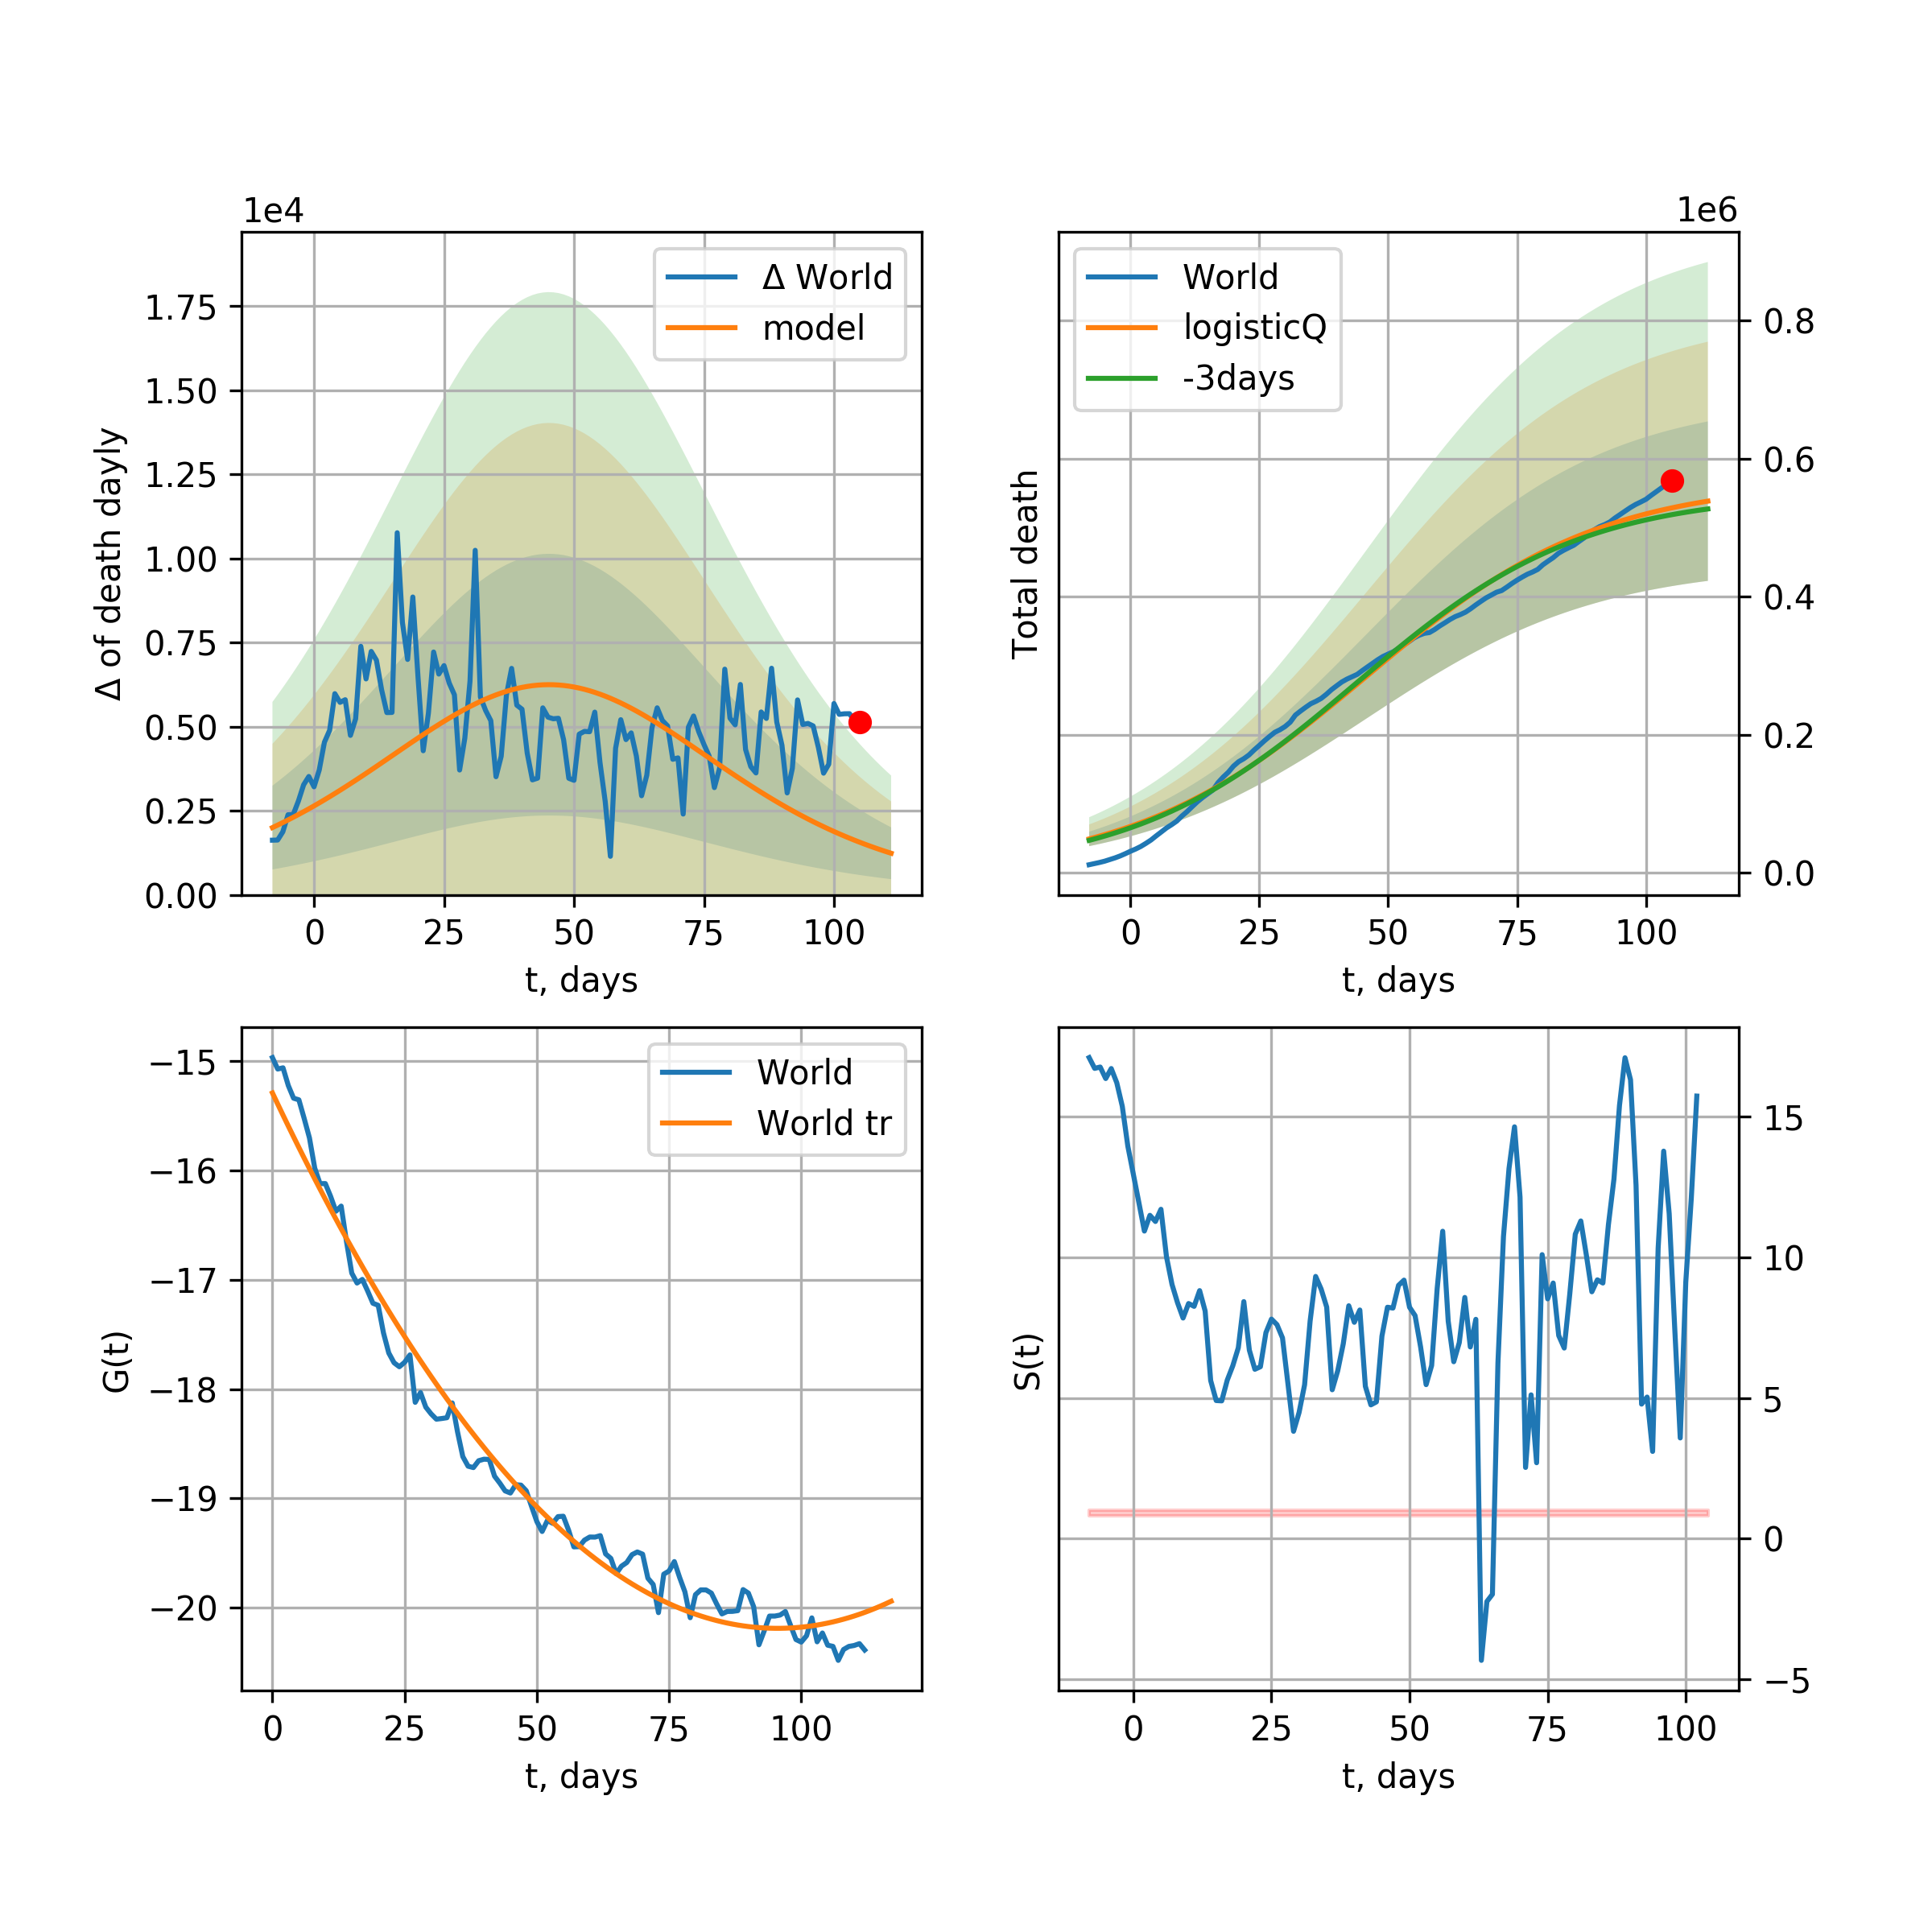 1e4
Δ of death dayly
1.75
1.50
1.25
1.00
0.75
0.50
0.25
0.00
Δ World
model
0 25 50 75 100
t, days
1e6
Total death
World
logisticQ
-3days
0.8
0.6
0.4
0.2
0.0
0 25 50 75 100
t, days
G(t)
−15
−16
−17
−18
−19
−20
World
World tr
0 25 50 75 100
t, days
S(t)
15
10
5
0
−5
0 25 50 75 100
t, days